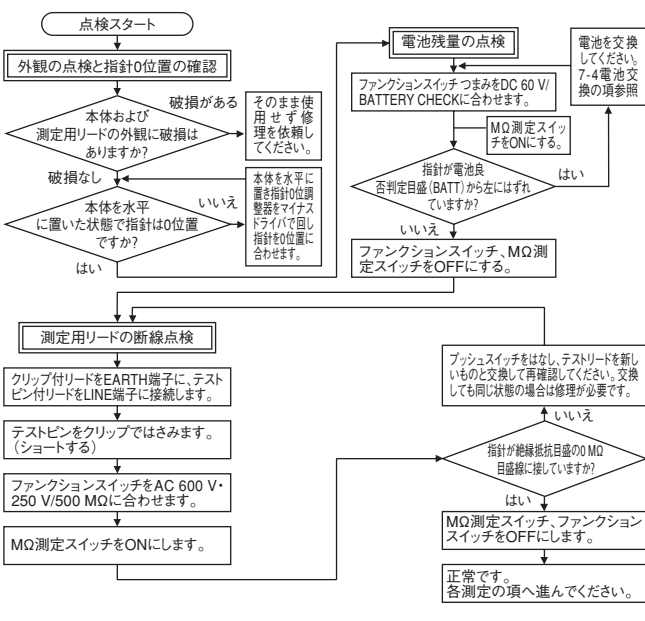 点検スタート
外観の点検と指針0位置の確認
本体および
測定用リードの外観に破損は
ありますか?
破損がある
そのまま使
用せず修
理を依頼し
てください。
破損なし
本体を水平
に置いた状態で指針は0位置
ですか?
いいえ
本体を水平に
置き指針0位調
整器をマイナス
ドライバで回し
指針を0位置に
合わせます。
はい
電池残量の点検
ファンクションスイッチつまみをDC 60 V/
BATTERY CHECKに合わせます。
MΩ測定スイッ
チをONにする。
指針が電池良
否判定目盛(BATT)から左にはずれ
ていますか?
はい
電池を交換
してください。
7-4電池交
換の項参照
いいえ
ファンクションスイッチ、MΩ測
定スイッチをOFFにする。
測定用リードの断線点検
クリップ付リードをEARTH端子に、テスト
ピン付リードをLINE端子に接続します。
テストピンをクリップではさみます。
(ショートする)
ファンクションスイッチをAC 600 V・
250 V/500 MΩに合わせます。
MΩ測定スイッチをONにします。
プッシュスイッチをはなし、テストリードを新し
いものと交換して再確認してください。交換
しても同じ状態の場合は修理が必要です。
いいえ
指針が絶縁抵抗目盛の0 MΩ
目盛線に接していますか?
はい
MΩ測定スイッチ、ファンクション
スイッチをOFFにします。
正常です。
各測定の項へ進んでください。